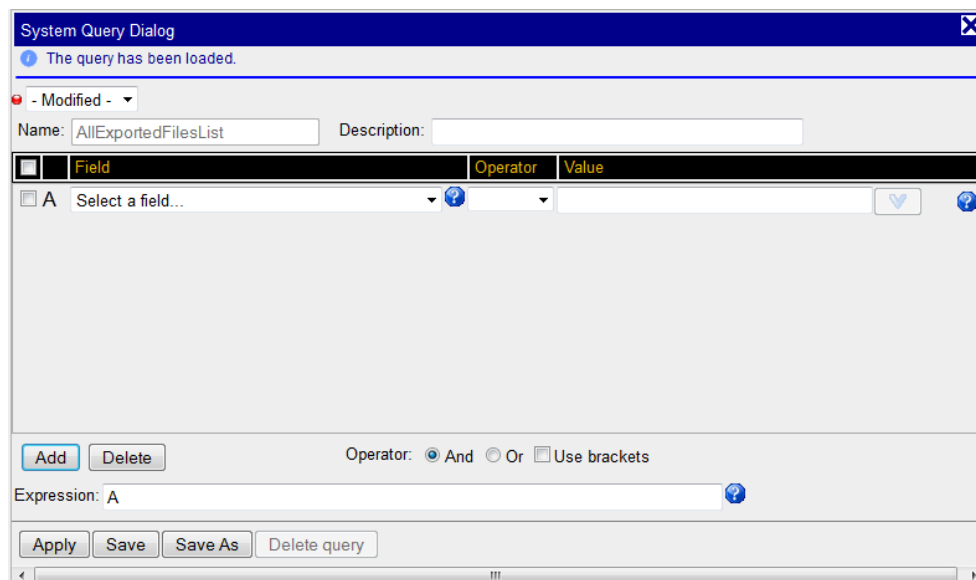 System Query Dialog
The query has been loaded.
- Modified -
Name: AllExportedFilesList Description:
Field Operator Value
A Select a field...
Add Delete Operator: And Or Use brackets
Expression: A
Apply Save Save As Delete query